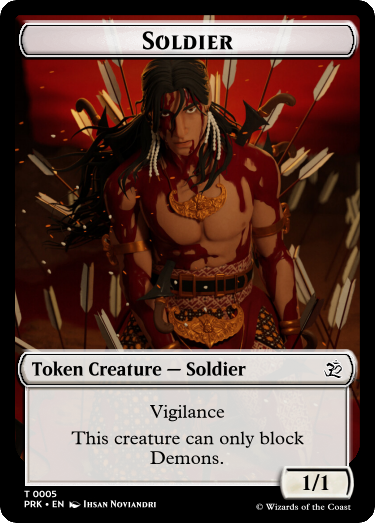 SOLDIER
Token Creature — Soldier
Vigilance
This creature can only block
Demons.
1/1
T 0005
PRK • EN IHSAN NOVIANDRI
© Wizards of the Coast